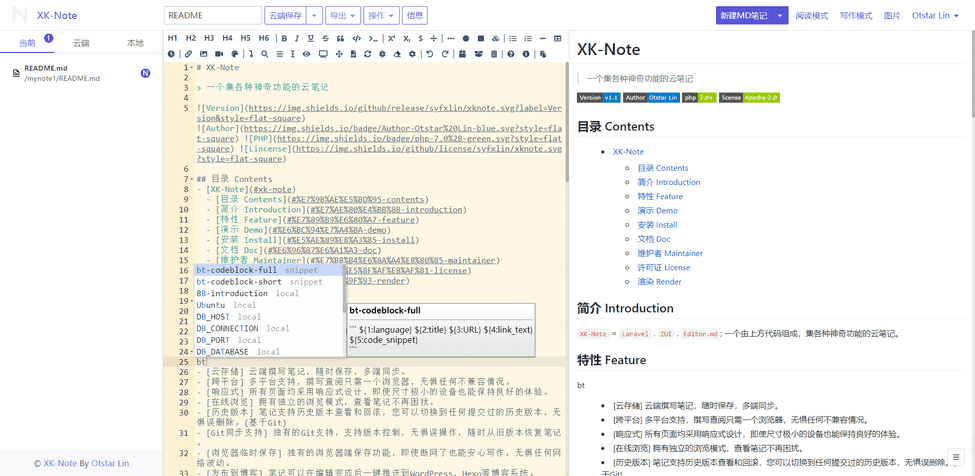 XK-Note
README
云端保存
导出
操作
信息
新建MD笔记
阅读模式
写作模式
图片
Otstar Lin
当前
1
云端
本地
README.md
/mynote1/README.md
N
H1 H2 H3 H4 H5 H6 B I U S
1 # XK-Note
2
3 > 一个集各种神奇功能的云笔记
4
5 ![Version](https://img.shields.io/github/release/syfxlin/xknote.svg?label=Ver
sion&style=flat-square)
![Author](https://img.shields.io/badge/Author-Otstar%20Lin-blue.svg?style=fla
t-square) ![PHP](https://img.shields.io/badge/php-7.0%2B-green.svg?style=flat
-square) ![Lincense](https://img.shields.io/github/license/syfxlin/xknote.svg
?style=flat-square)
6
7 ## 目录 Contents
8 - [XK-Note](#xk-note)
9 - [目录 Contents](#%E7%9B%AE%E5%BD%95-contents)
10 - [简介 Introduction](#%E7%AE%80%E4%BB%8B-introduction)
11 - [特性 Feature](#%E7%89%B9%E6%80%A7-feature)
12 - [演示 Demo](#%E6%BC%94%E7%A4%BA-demo)
13 - [安装 Install](#%E5%AE%89%E8%A3%85-install)
14 - [文档 Doc](#%E6%96%87%E6%A1%A3-doc)
15 - [维护者 Maintainer](#%E7%BB%B4%E6%8A%A4%E8%80%85-maintainer)
16 %E5%8F%AF%E8%AF%81-license)
17 %9F%93-render)
18
19
20
21
22
23
24
25 bt
bt-codeblock-full snippet
bt-codeblock-short snippet
8B-introduction local
Ubuntu local
DB_HOST local
DB_CONNECTION local
DB_PORT local
DB_DATABASE local
bt-codeblock-full
``` ${1:language} ${2:title} ${3:URL} ${4:link_text}
${5:code_snippet}
```
26 - [云存储] 云端撰写笔记，随时保存，多端同步。
27 - [跨平台] 多平台支持，撰写查阅只需一个浏览器，无惧任何不兼容情况。
28 - [响应式] 所有页面均采用响应式设计，即使尺寸极小的设备也能保持良好的体验。
29 - [在线浏览] 拥有独立的浏览模式，查看笔记不再困扰。
30 - [历史版本] 笔记支持历史版本查看和回滚，您可以切换到任何提交过的历史版本，无
惧误删除。(基于Git)
31 - [Git同步支持] 独有的Git支持，支持版本控制，无惧误操作，随时从旧版本恢复笔记
。
32 - [浏览器临时保存] 独有的浏览器端保存功能，即使断网了也能安心写作，无惧任何网
络波动。
33 - [发布到博客] 笔记可以在编辑完成后一键推送到WordPress、Hexo等博客系统。
XK-Note
一个集各种神奇功能的云笔记
Version v1.1 Author Otstar Lin php 7.0+ license Apache-2.0
目录 Contents
XK-Note
目录 Contents
简介 Introduction
特性 Feature
演示 Demo
安装 Install
文档 Doc
维护者 Maintainer
许可证 License
渲染 Render
简介 Introduction
XK-Note = Laravel . ZUI . Editor.md；一个由上方代码组成，集各种神奇功能的云笔记。
特性 Feature
bt
[云存储] 云端撰写笔记，随时保存，多端同步。
[跨平台] 多平台支持，撰写查阅只需一个浏览器，无惧任何不兼容情况。
[响应式] 所有页面均采用响应式设计，即使尺寸极小的设备也能保持良好的体验。
[在线浏览] 拥有独立的浏览模式，查看笔记不再困扰。
[历史版本] 笔记支持历史版本查看和回滚，您可以切换到任何提交过的历史版本，无惧误删除。
© XK-Note By Otstar Lin